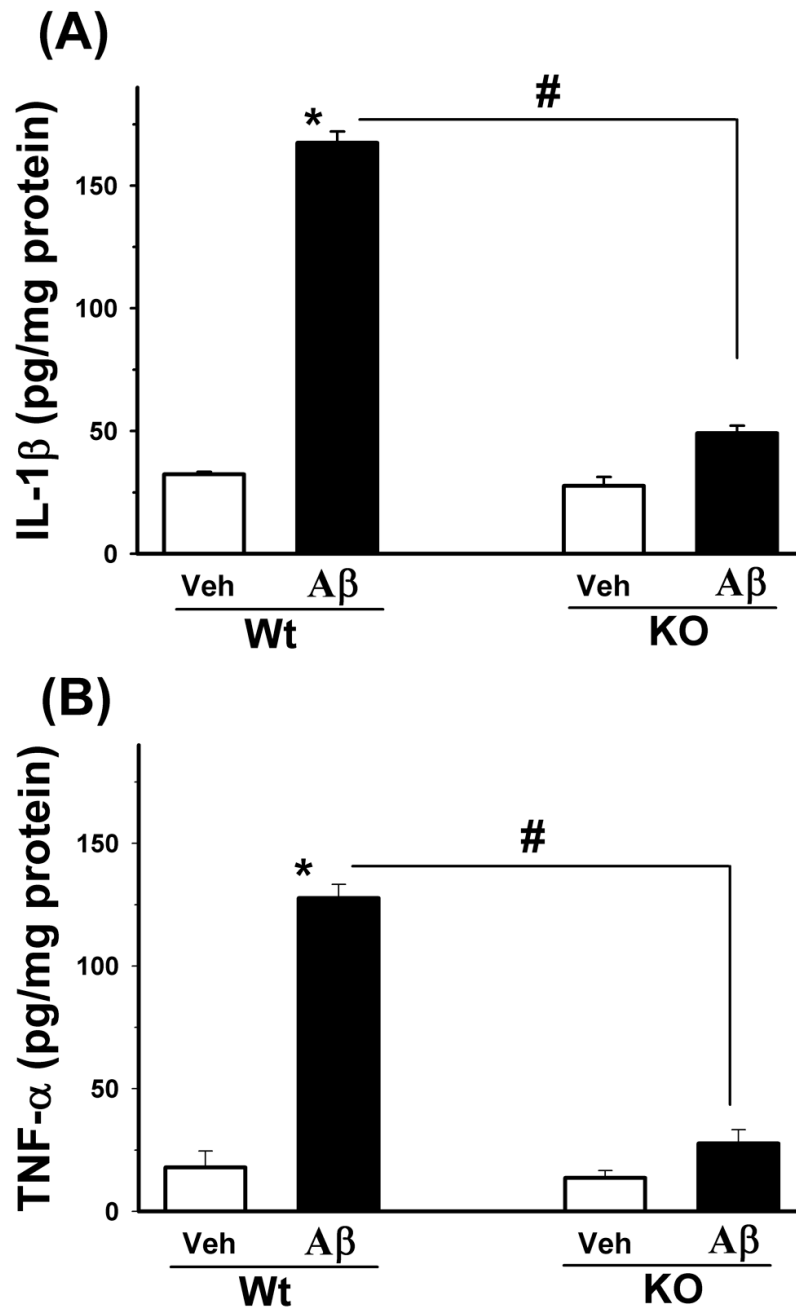 (A)
IL-1β (pg/mg protein)
150
100
50
0
*
#
Veh Aβ Veh Aβ
Wt KO
(B)
TNF-α (pg/mg protein)
150
100
50
0
*
#
Veh Aβ Veh Aβ
Wt KO